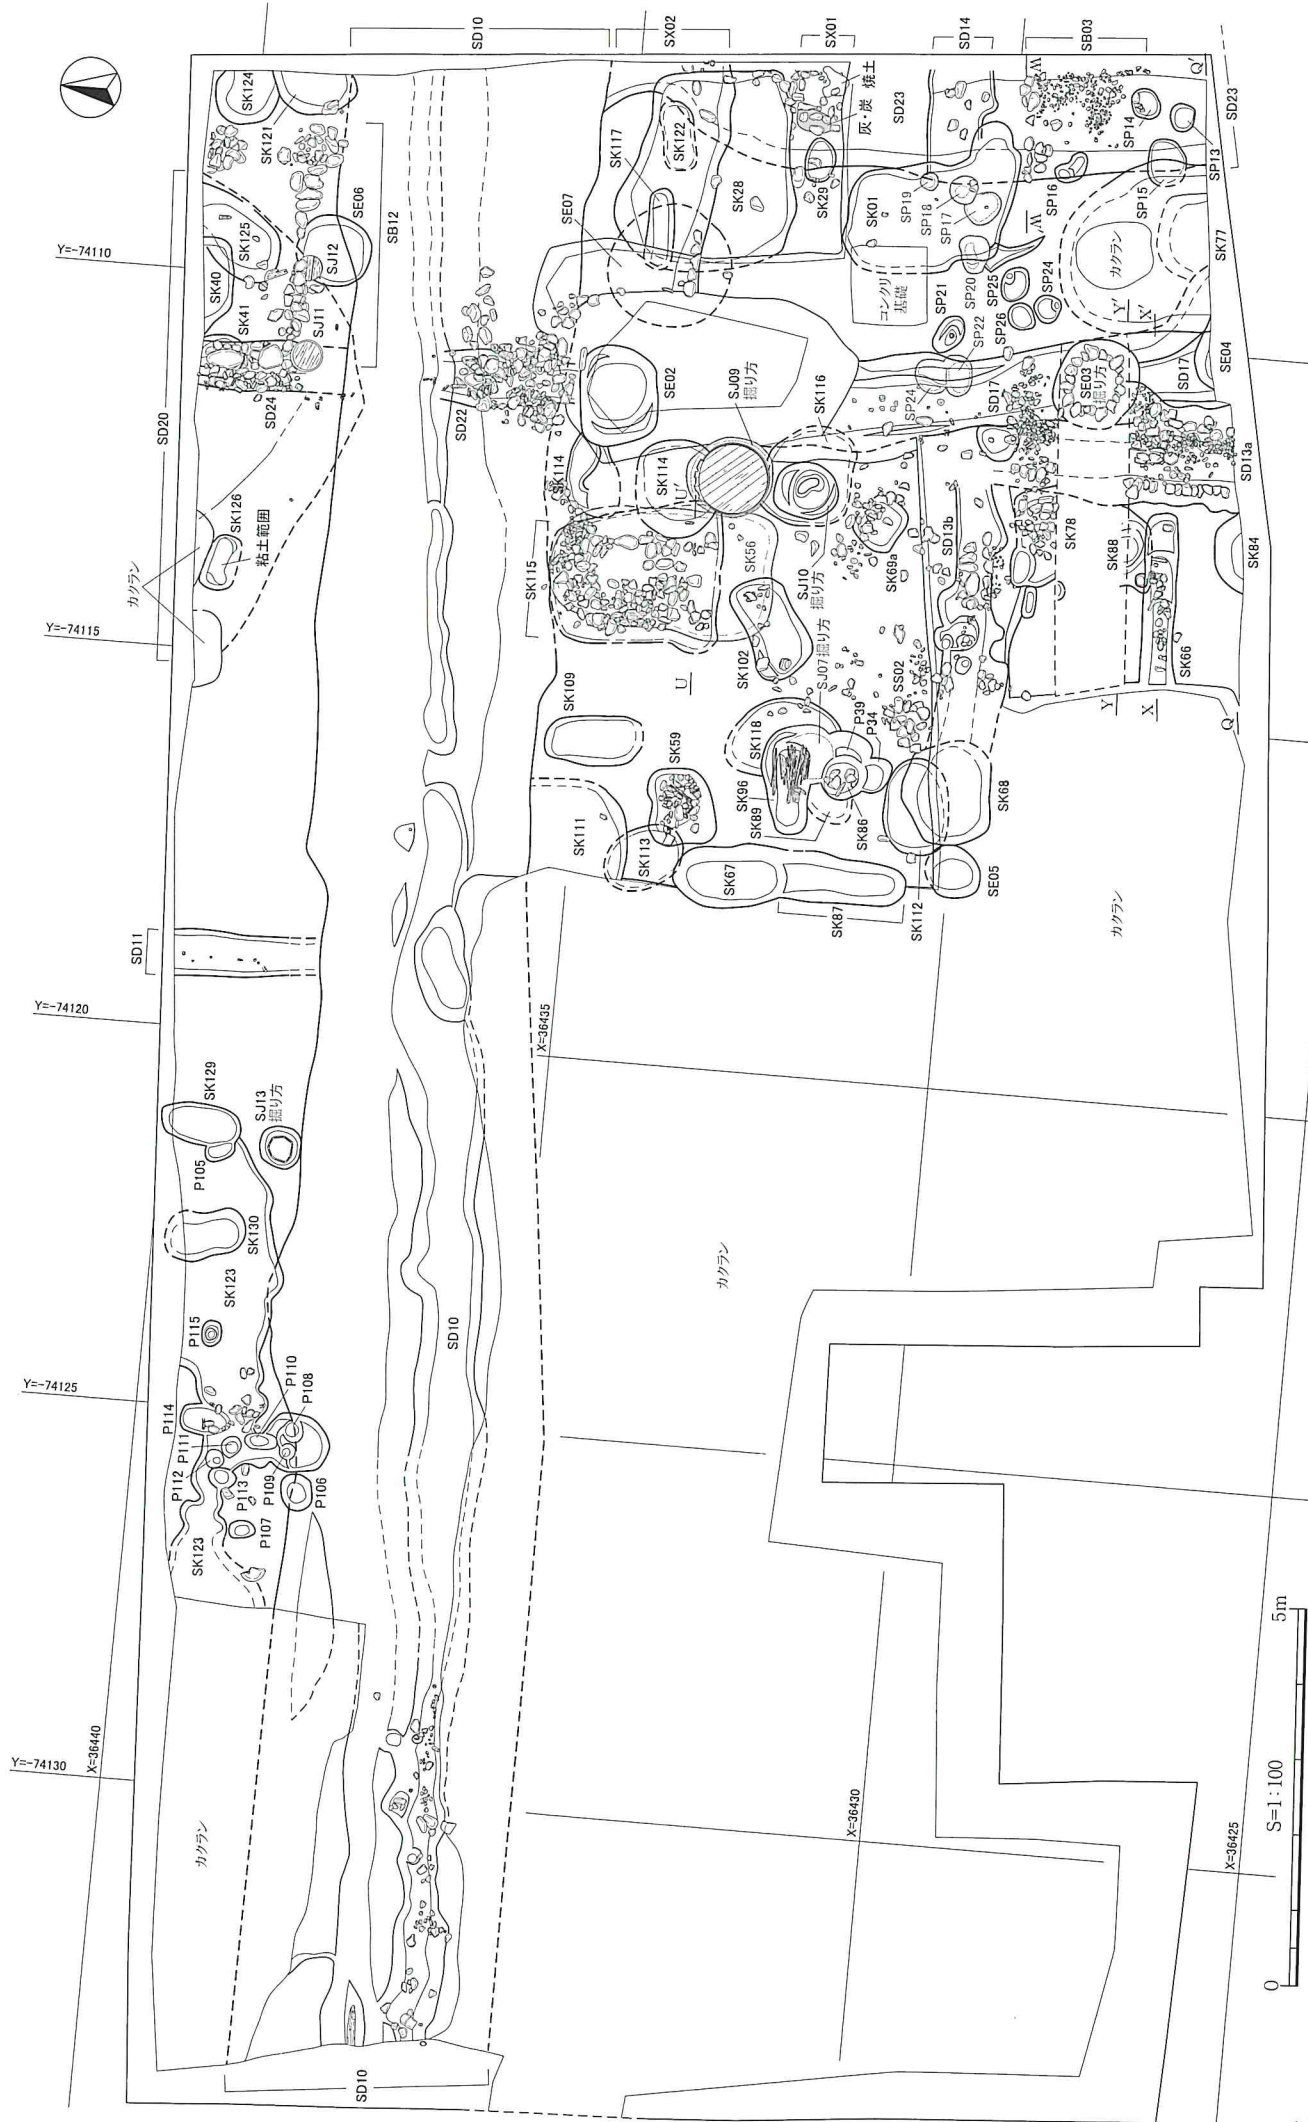 SD10
SX02
SX01
SD14
SB03
SK124
SK121
SE06
SB12
SK117
SK122
灰・炭
焼土
SD23
W
Q'
SP14
SD23
SP13
Y=-74110
SK125
SK40
SK41
SJ12
SJ11
SE07
SK28
SK29
SK01
SP19
SP18
SP17
SP16
W
SP15
コンクリ
基礎
SP21
SP20
SP25
SP24
カクラン
SK77
SD20
SD24
SD22
SE02
SJ09
掘り方
SK116
SP26
SP22
SP24
SD17
Y'
X'
SE03
掘り方
SD17
SE04
SK126
粘土範囲
カクラン
SK114
SK114
U'
SK115
SK56
SJ10
掘り方
SK69a
SD13b
SK78
SK88
SD13a
SK84
Y=-74115
SK109
U
SK102
SJ07掘り方
SS02
P39
P34
SK118
SK59
SK96
SK89
SK86
SK66
Y
X
Q
SK68
SK111
SK113
SK67
SK87
SK112
SE05
カクラン
SD11
Y=-74120
X=36435
SK129
SJ13
掘り方
P105
SK130
SK123
P115
カクラン
SD10
Y=-74125
P114
P110
P108
P111
P112
P113
P109
P106
P107
SK123
Y=-74130
X=36440
カクラン
X=36430
X=36425
SD10
0
S=1:100
5m